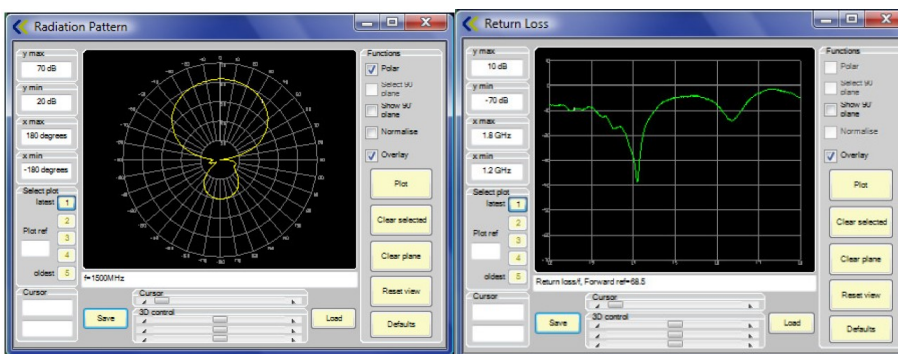 Radiation Pattern
y max
70 dB
y min
20 dB
x max
180 degrees
x min
-180 degrees
Select plot
latest
1
2
Plot ref
3
4
oldest
5
Cursor
f=1500MHz
Cursor
3D control
Save
Load
Functions
Polar
Select 90 plane
Show 90 plane
Normalise
Overlay
Plot
Clear selected
Clear plane
Reset view
Defaults
Return Loss
y max
10 dB
y min
-70 dB
x max
1.8 GHz
x min
1.2 GHz
Select plot
latest
1
2
Plot ref
3
4
oldest
5
Cursor
Return loss/f, Forward ref=68.5
Cursor
3D control
Save
Load
Functions
Polar
Select 90 plane
Show 90 plane
Normalise
Overlay
Plot
Clear selected
Clear plane
Reset view
Defaults